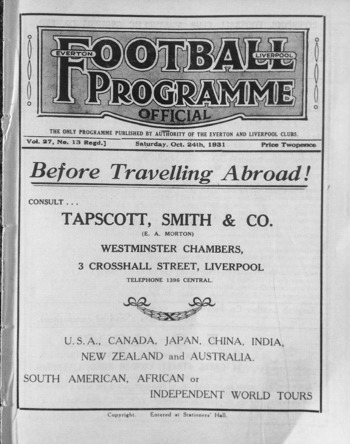 FOOTBALL
EVERTON
LIVERPOOL
PROGRAMME
OFFICIAL
THE ONLY PROGRAMME PUBLISHED BY AUTHORITY OF THE EVERTON AND LIVERPOOL CLUBS.
Vol. 27, No. 13 Regd.] Saturday, Oct. 24th, 1931 Price Twopence
Before Travelling Abroad!
CONSULT . . .
TAPSCOTT, SMITH & CO.
(E. A. MORTON)
WESTMINSTER CHAMBERS,
3 CROSSHALL STREET, LIVERPOOL
TELEPHONE 1396 CENTRAL.
U.S.A., CANADA, JAPAN, CHINA, INDIA,
NEW ZEALAND and AUSTRALIA.
SOUTH AMERICAN, AFRICAN or
INDEPENDENT WORLD TOURS
Copyright. Entered at Stationers' Hall.